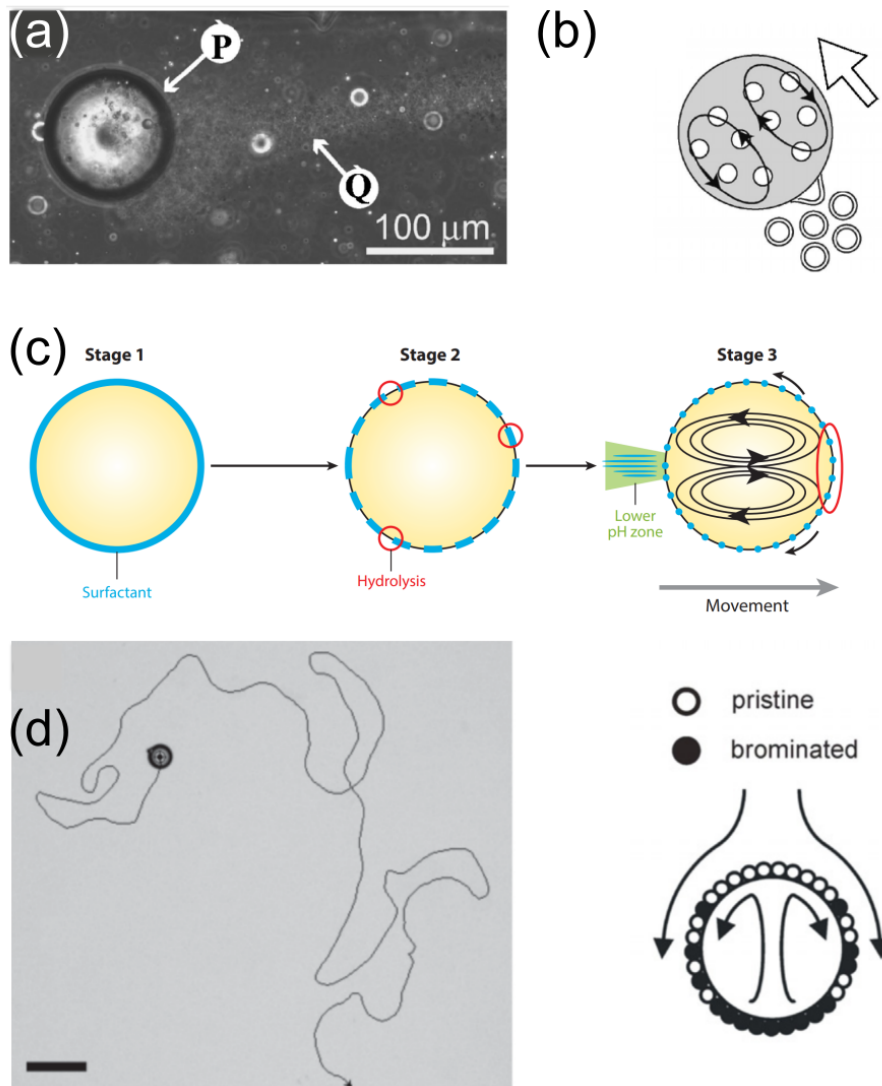 (a)
P
Q
100 μm
(b)
(c)
Stage 1
Stage 2
Stage 3
Surfactant
Hydrolysis
Lower
pH zone
Movement
(d)
pristine
brominated